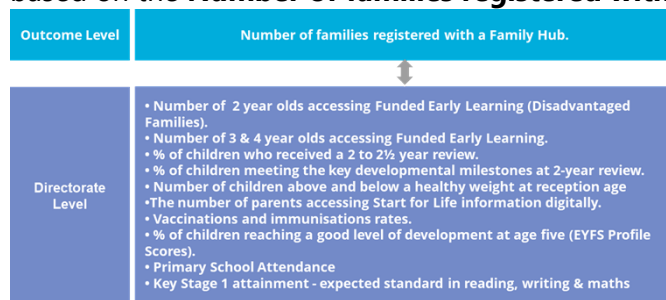 based on the Number of families registered with
Outcome Level
Number of families registered with a Family Hub.
Directorate
Level
• Number of 2 year olds accessing Funded Early Learning (Disadvantaged
Families).
• Number of 3 & 4 year olds accessing Funded Early Learning.
• % of children who received a 2 to 2½ year review.
• % of children meeting the key developmental milestones at 2-year review.
• Number of children above and below a healthy weight at reception age
•The number of parents accessing Start for Life information digitally.
• Vaccinations and immunisations rates.
• % of children reaching a good level of development at age five (EYFS Profile
Scores).
• Primary School Attendance
• Key Stage 1 attainment - expected standard in reading, writing & maths